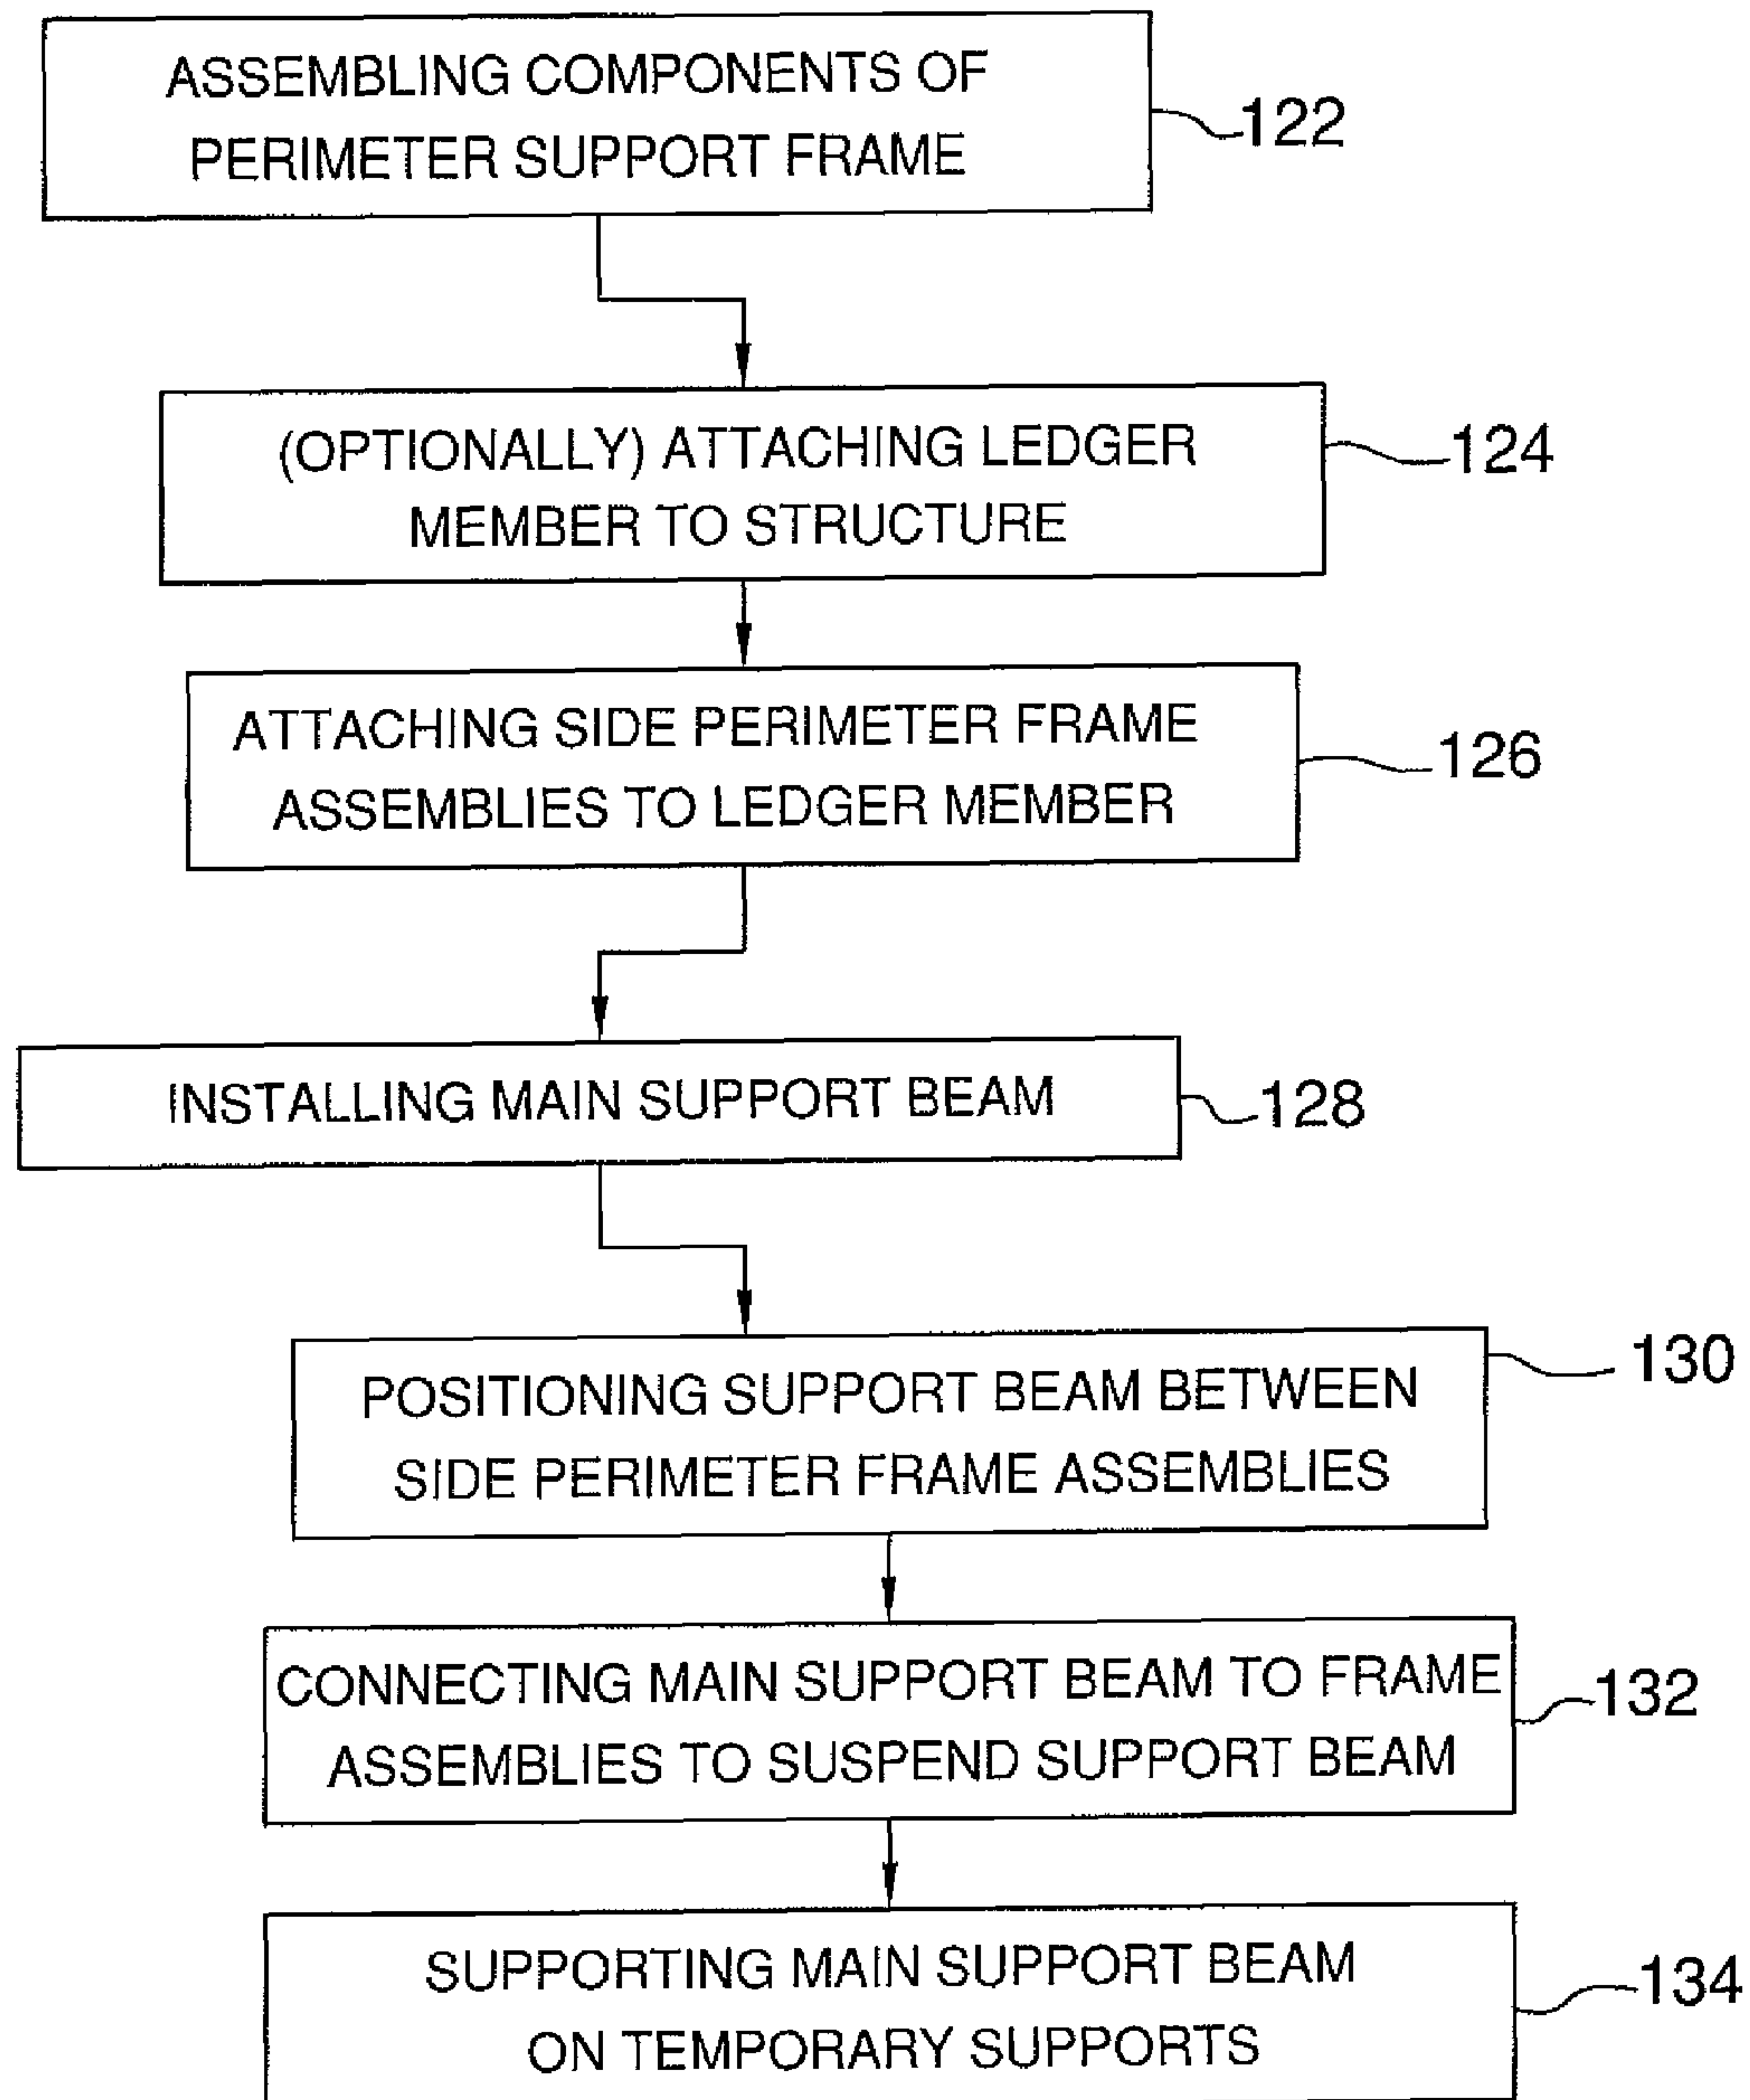 ASSEMBLING COMPONENTS OF
PERIMETER SUPPORT FRAME
122
(OPTIONALLY) ATTACHING LEDGER
MEMBER TO STRUCTURE
124
ATTACHING SIDE PERIMETER FRAME
ASSEMBLIES TO LEDGER MEMBER
126
INSTALLING MAIN SUPPORT BEAM
128
POSITIONING SUPPORT BEAM BETWEEN
SIDE PERIMETER FRAME ASSEMBLIES
130
CONNECTING MAIN SUPPORT BEAM TO FRAME
ASSEMBLIES TO SUSPEND SUPPORT BEAM
132
SUPPORTING MAIN SUPPORT BEAM
ON TEMPORARY SUPPORTS
134